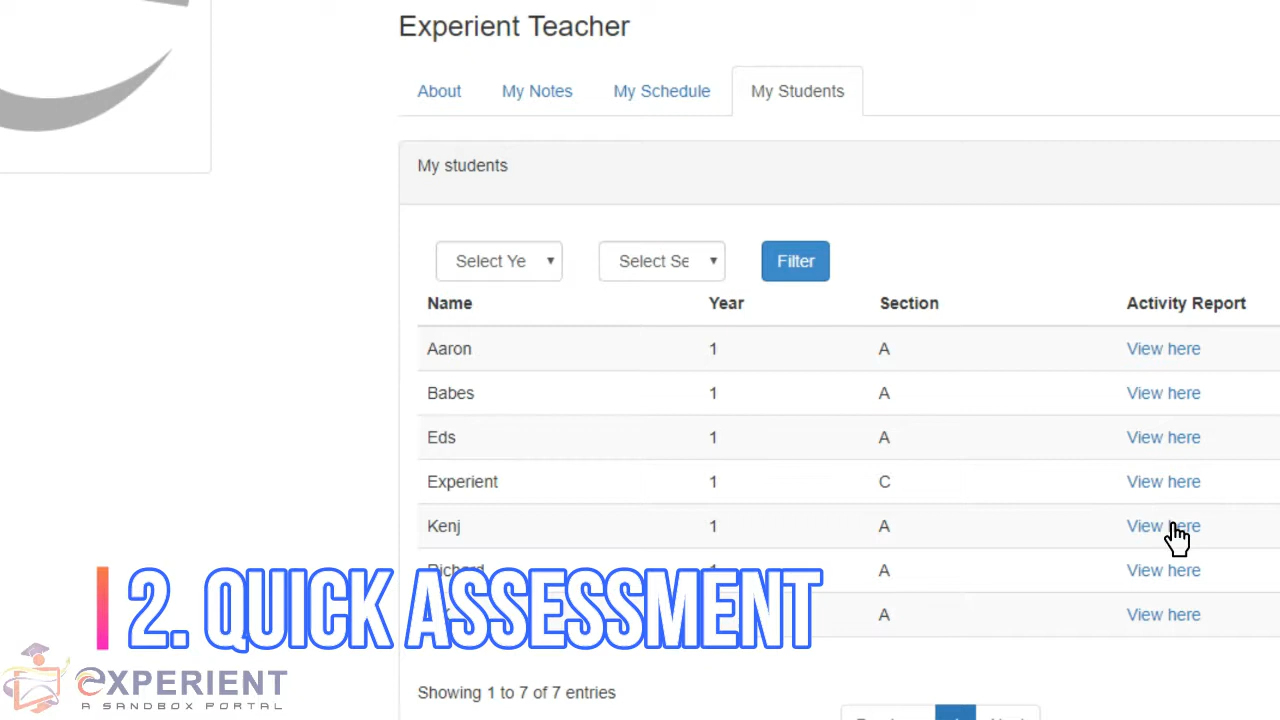 Experient Teacher
About My Notes My Schedule My Students
My students
Select Ye Select Se Filter
Name Year Section Activity Report
Aaron 1 A View here
Babes 1 A View here
Eds 1 A View here
Experient 1 C View here
Kenj 1 A View here
Richard A View here
A View here
2. QUICK ASSESSMENT
eXPERIENT
A SANDBOX PORTAL
Showing 1 to 7 of 7 entries